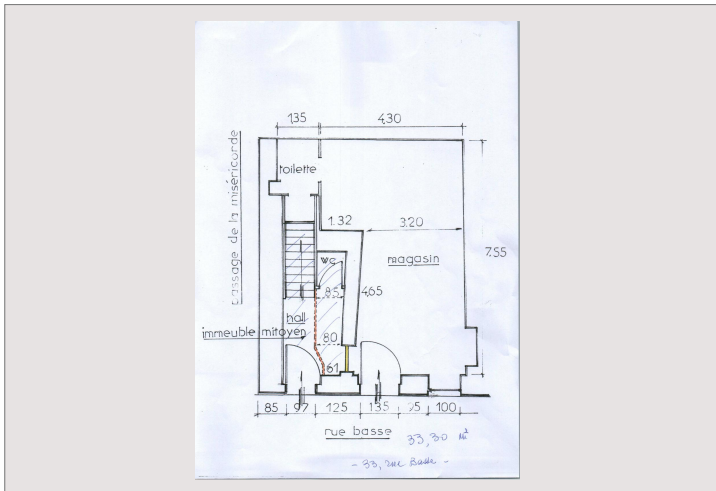 1.35 4.30
passage de la miséricorde
toilette
1.32 3.20
7.55
wc magasin
85 4.65
hall
immeuble mitoyen
80
61
85 97 125 135 100
rue basse
33,30 m²
- 33, rue Basse -